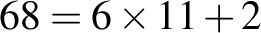 68 = 6 × 11 + 2